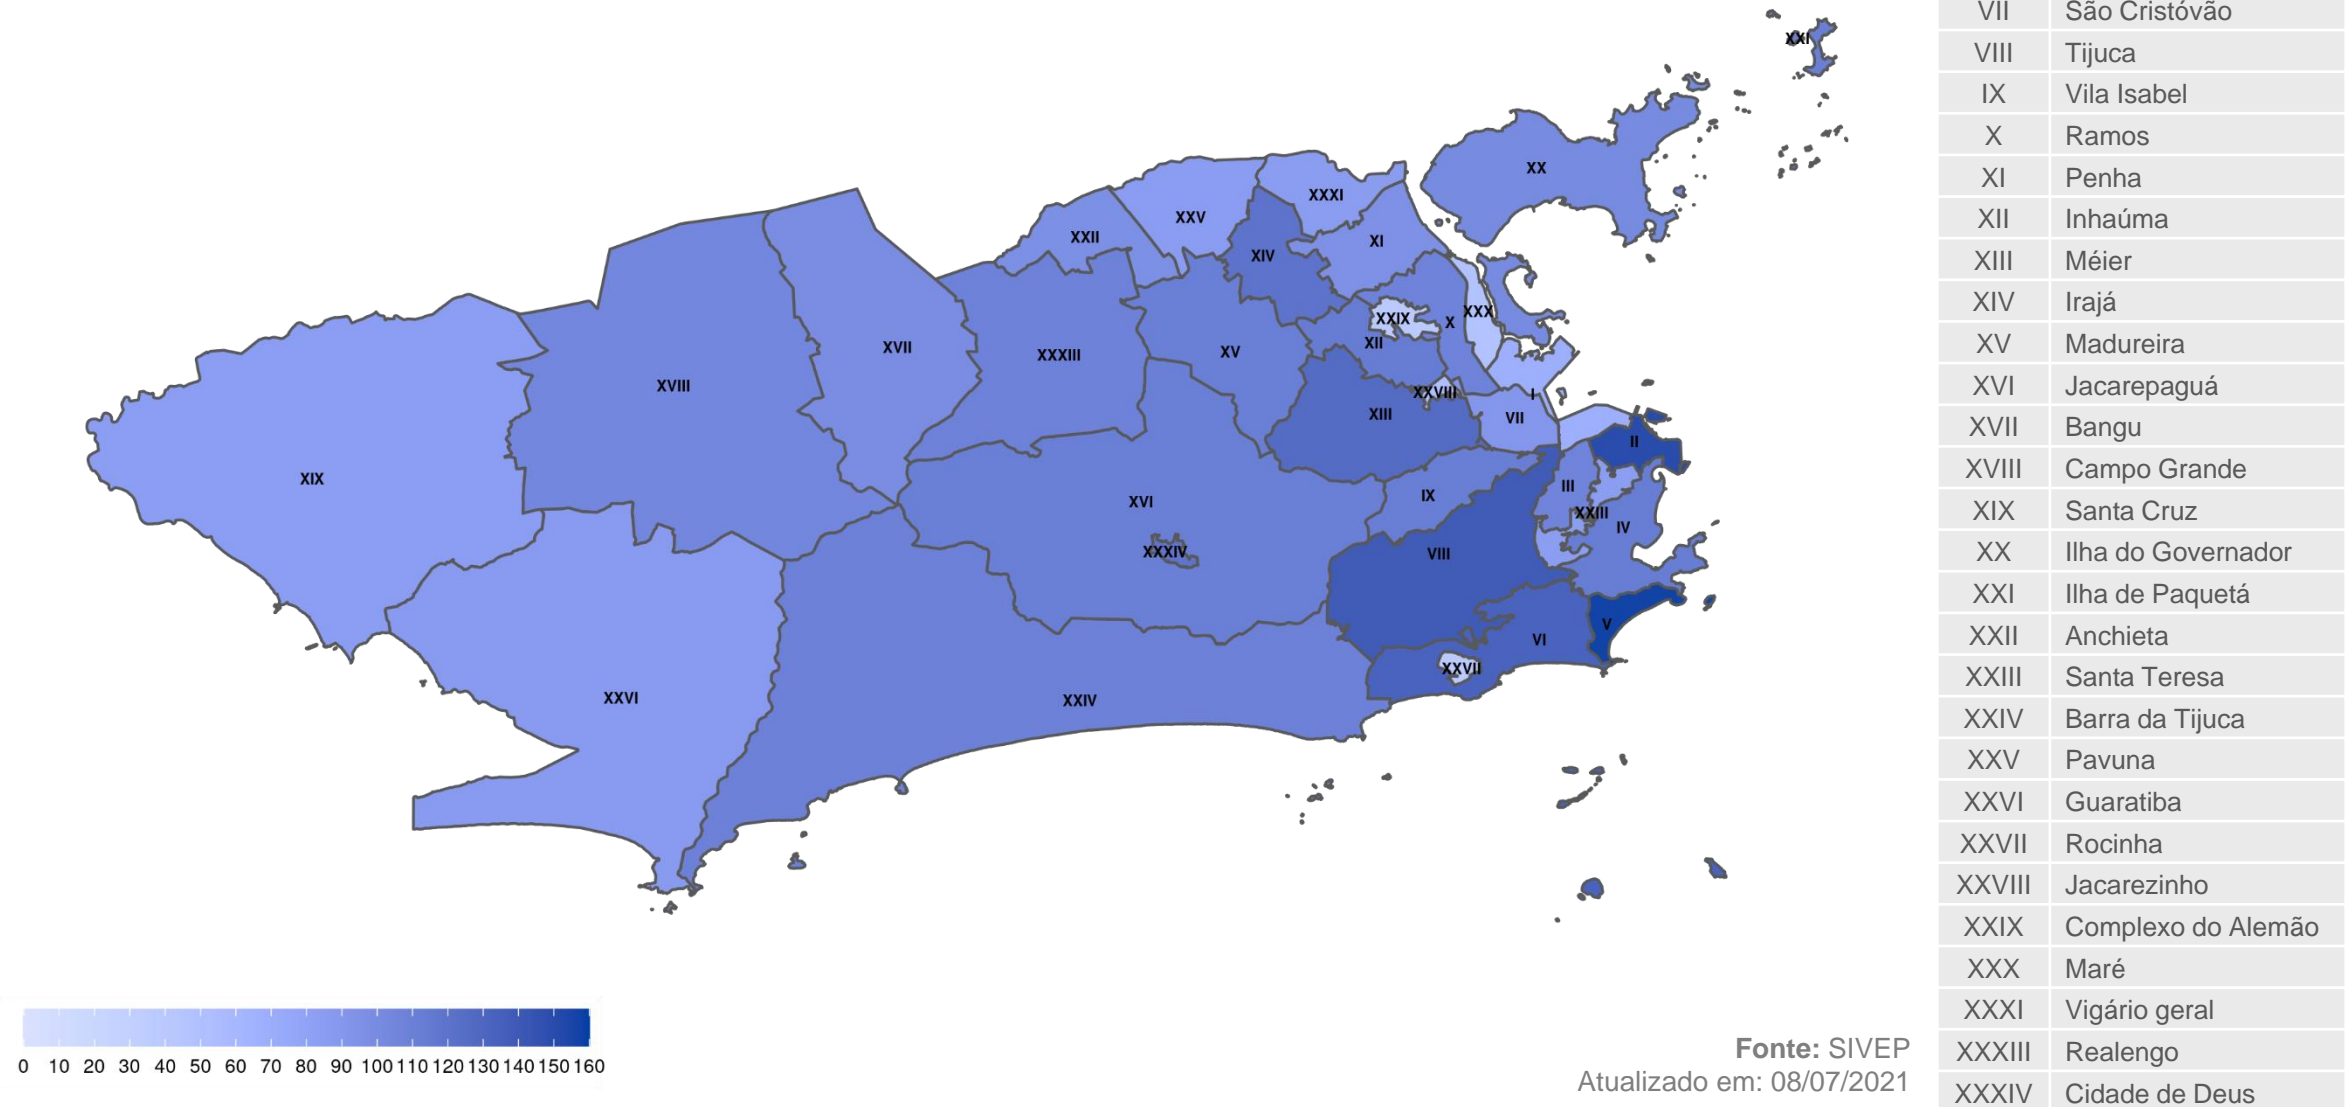 VII São Cristóvão
VIII Tijuca
IX Vila Isabel
X Ramos
XI Penha
XII Inhaúma
XIII Méier
XIV Irajá
XV Madureira
XVI Jacarepaguá
XVII Bangu
XVIII Campo Grande
XIX Santa Cruz
XX Ilha do Governador
XXI Ilha de Paquetá
XXII Anchieta
XXIII Santa Teresa
XXIV Barra da Tijuca
XXV Pavuna
XXVI Guaratiba
XXVII Rocinha
XXVIII Jacarezinho
XXIX Complexo do Alemão
XXX Maré
XXXI Vigário geral
XXXIII Realengo
XXXIV Cidade de Deus
XXI
XX
XXXI
XXV
XXII
XI
XIV
XXX
XXIX
X
XII
XVII
XXXIII
XV
XVIII
XXVIII
I
XIII
VII
II
XIX
III
IX
XVI
XXIII
IV
XXXIV
VIII
V
VI
XXVII
XXVI
XXIV
0 10 20 30 40 50 60 70 80 90 100 110 120 130 140 150 160
Fonte: SIVEP
Atualizado em: 08/07/2021